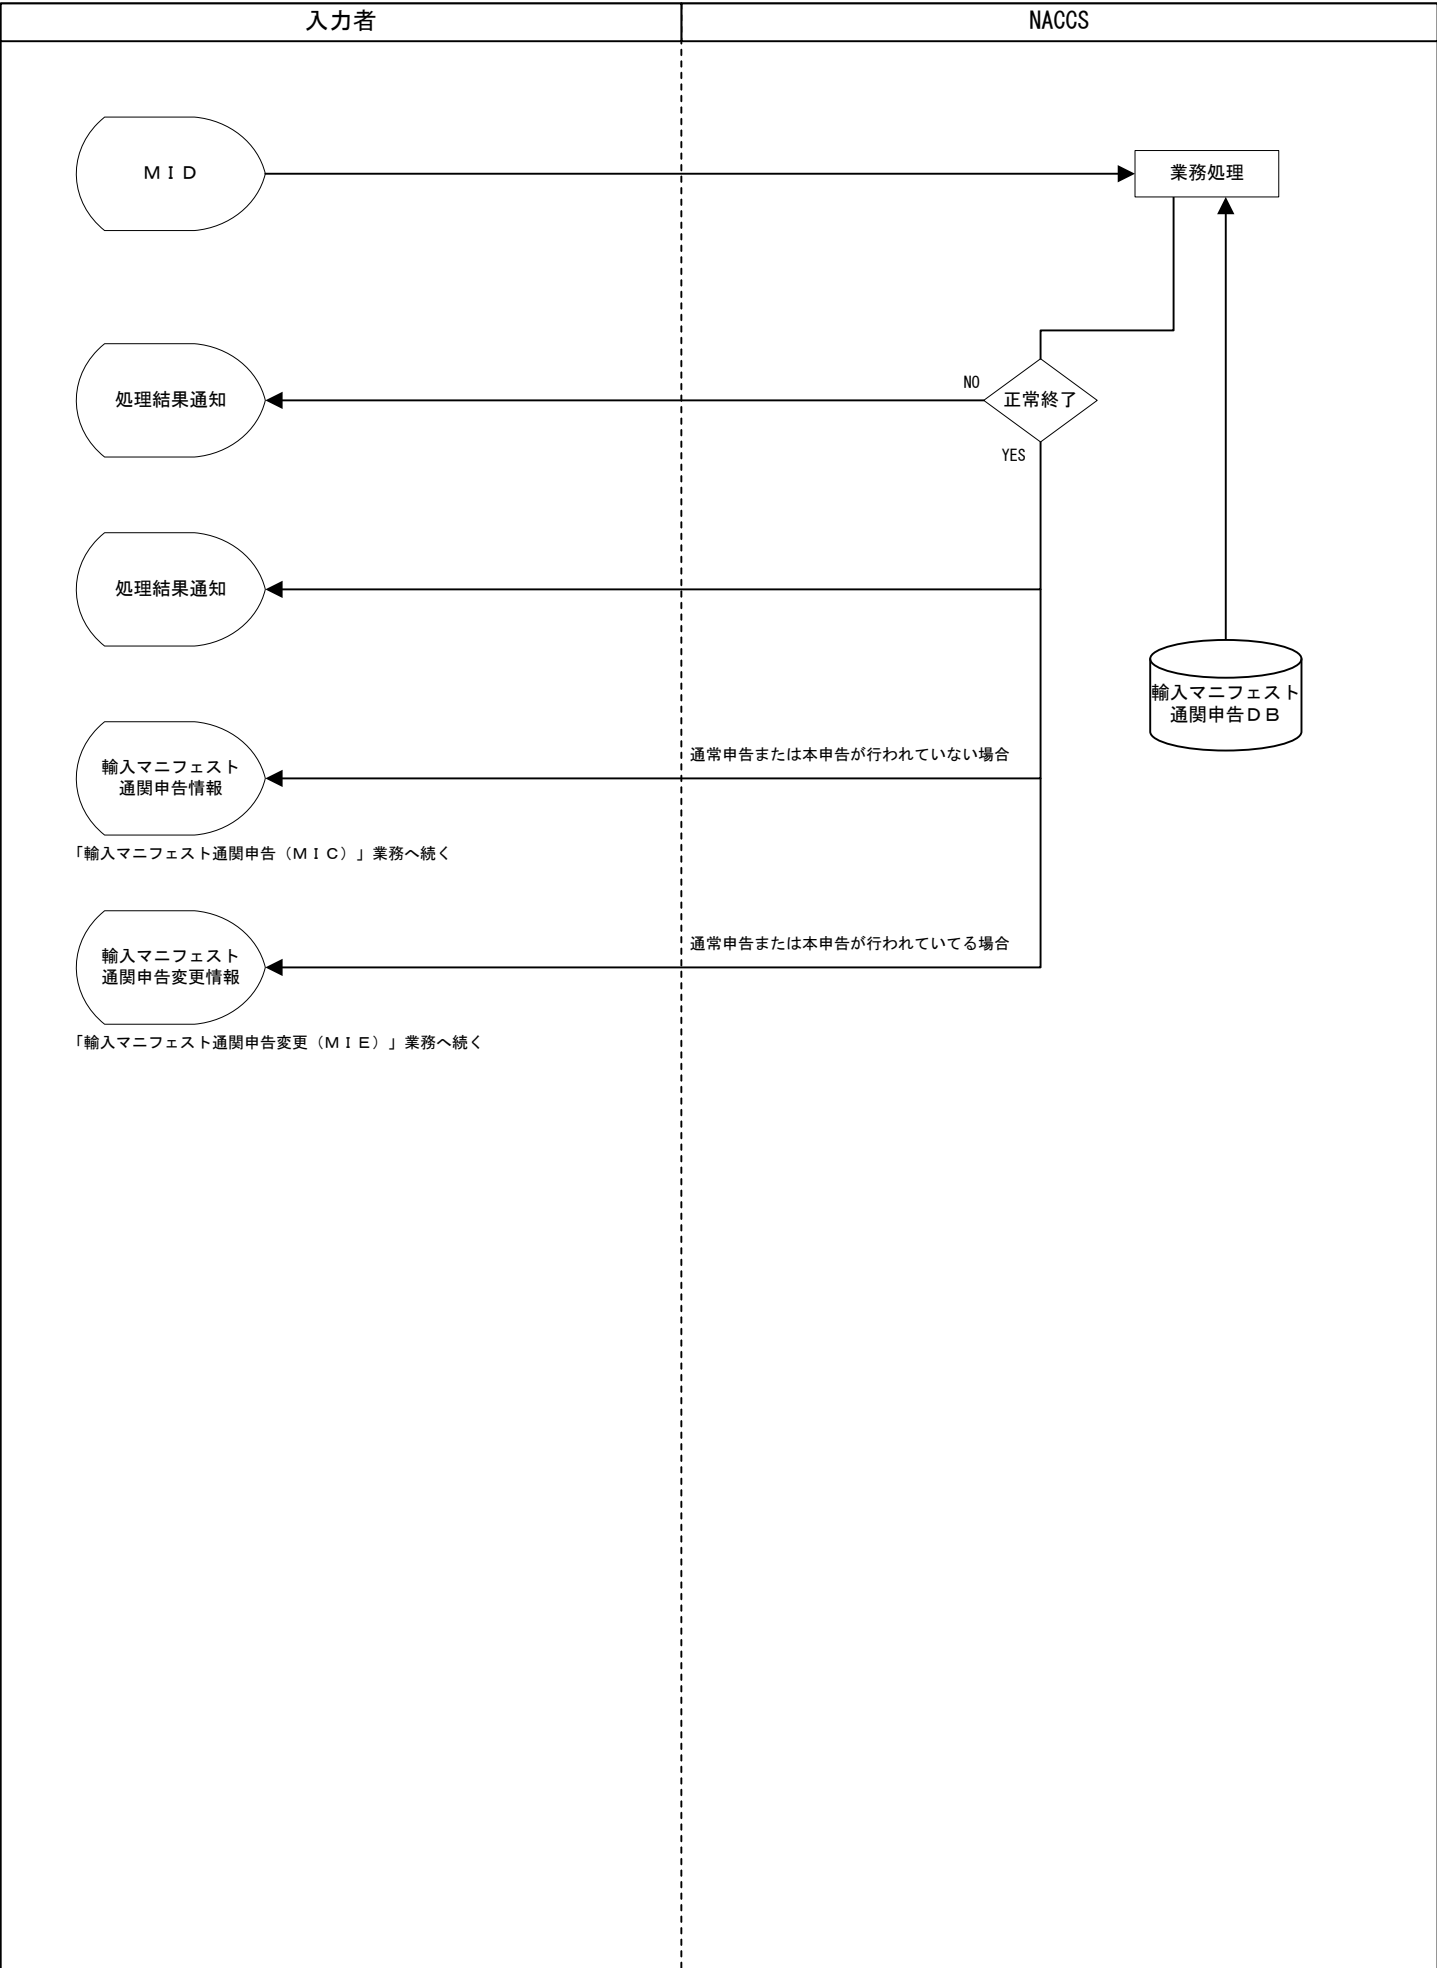 入力者
NACCS
ＭＩＤ
業務処理
処理結果通知
NO
正常終了
YES
処理結果通知
輸入マニフェスト
通関申告ＤＢ
輸入マニフェスト
通関申告情報
通常申告または本申告が行われていない場合
「輸入マニフェスト通関申告（ＭＩＣ）」業務へ続く
輸入マニフェスト
通関申告変更情報
通常申告または本申告が行われていてる場合
「輸入マニフェスト通関申告変更（ＭＩＥ）」業務へ続く